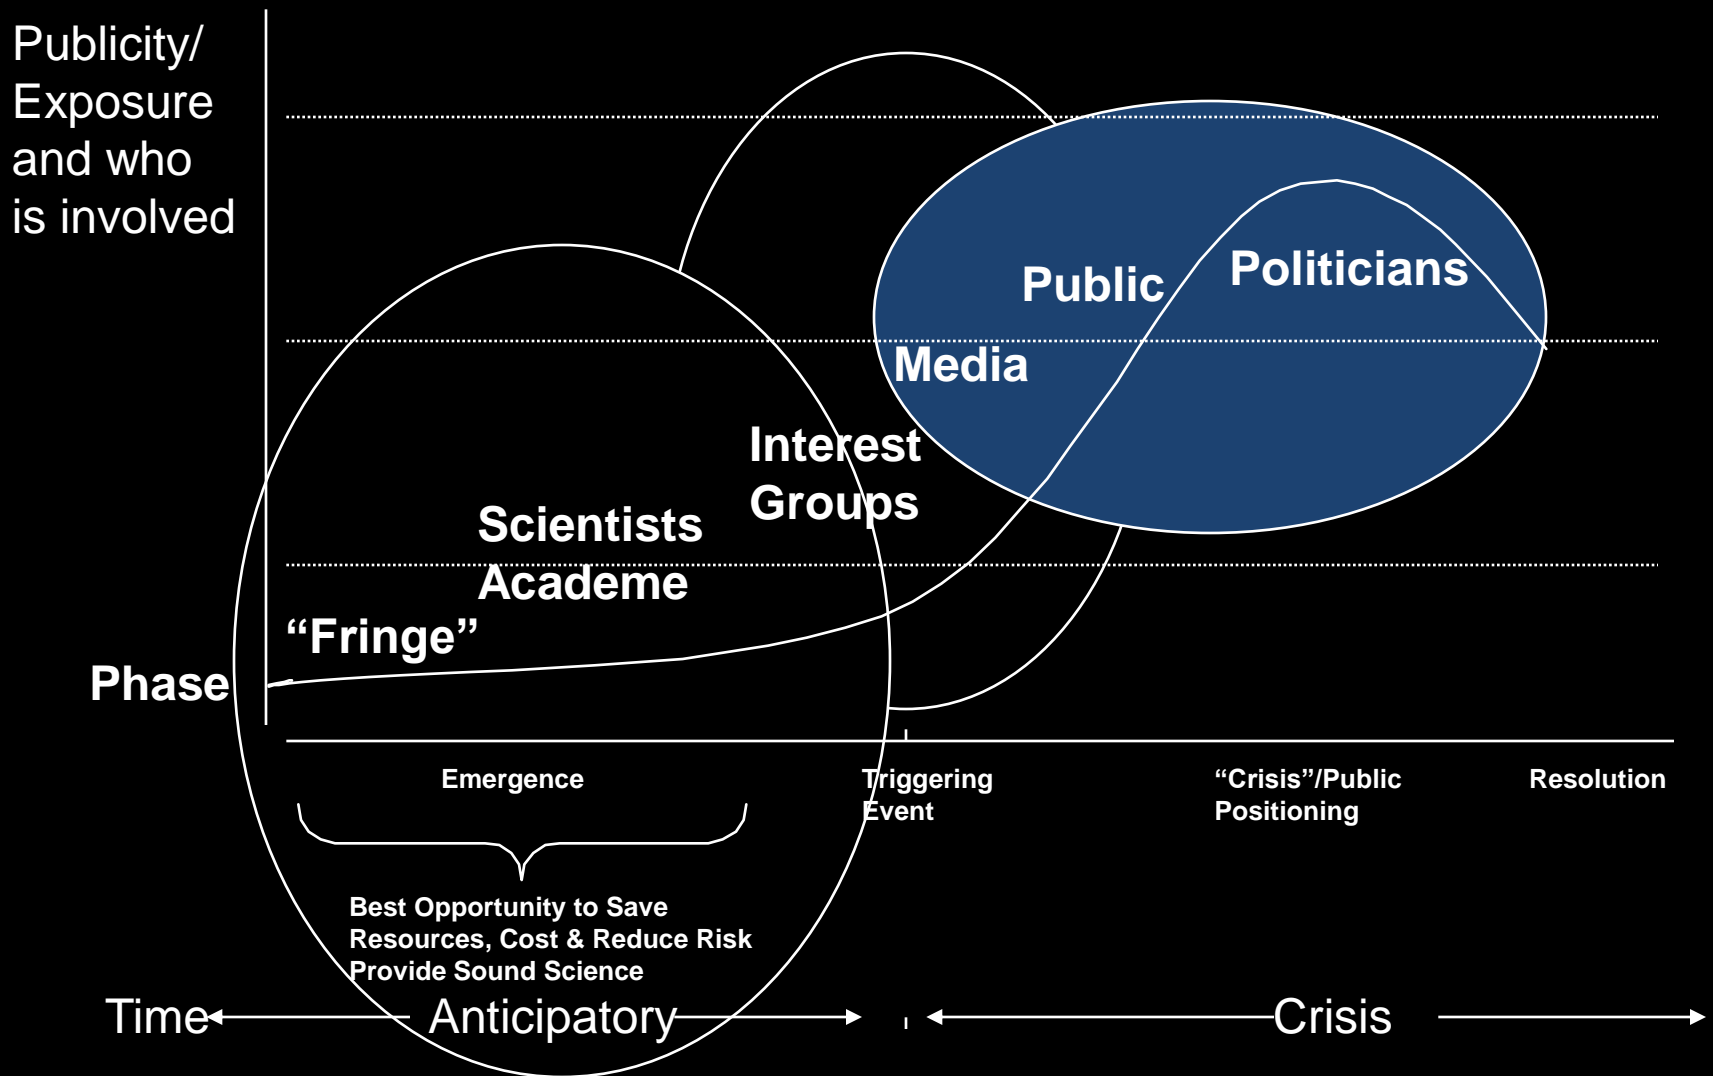 Publicity/
Exposure
and who
is involved
Politicians
Public
Media
Interest
Groups
Scientists
Academe
“Fringe”
Phase
Emergence
Triggering
Event
“Crisis”/Public
Positioning
Resolution
Best Opportunity to Save
Resources, Cost & Reduce Risk
Provide Sound Science
Time
Anticipatory
Crisis